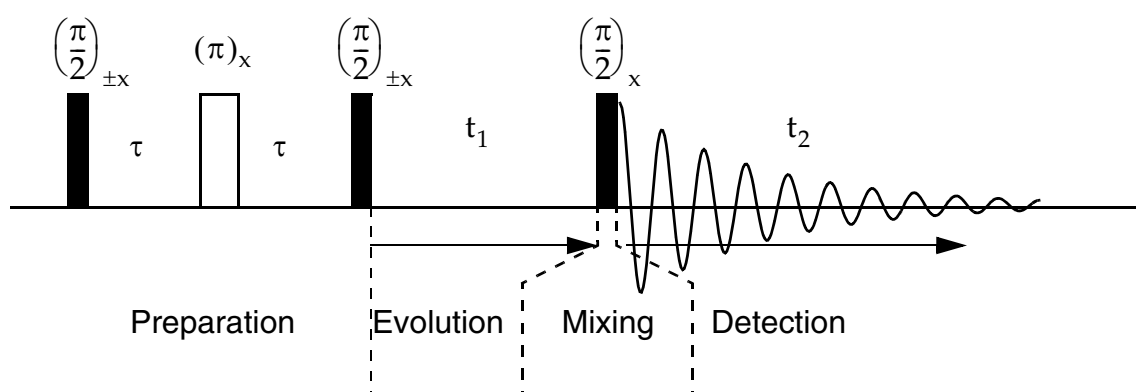 (π/2)±x (π)x (π/2)±x (π/2)x
τ τ t1 t2
Preparation Evolution Mixing Detection